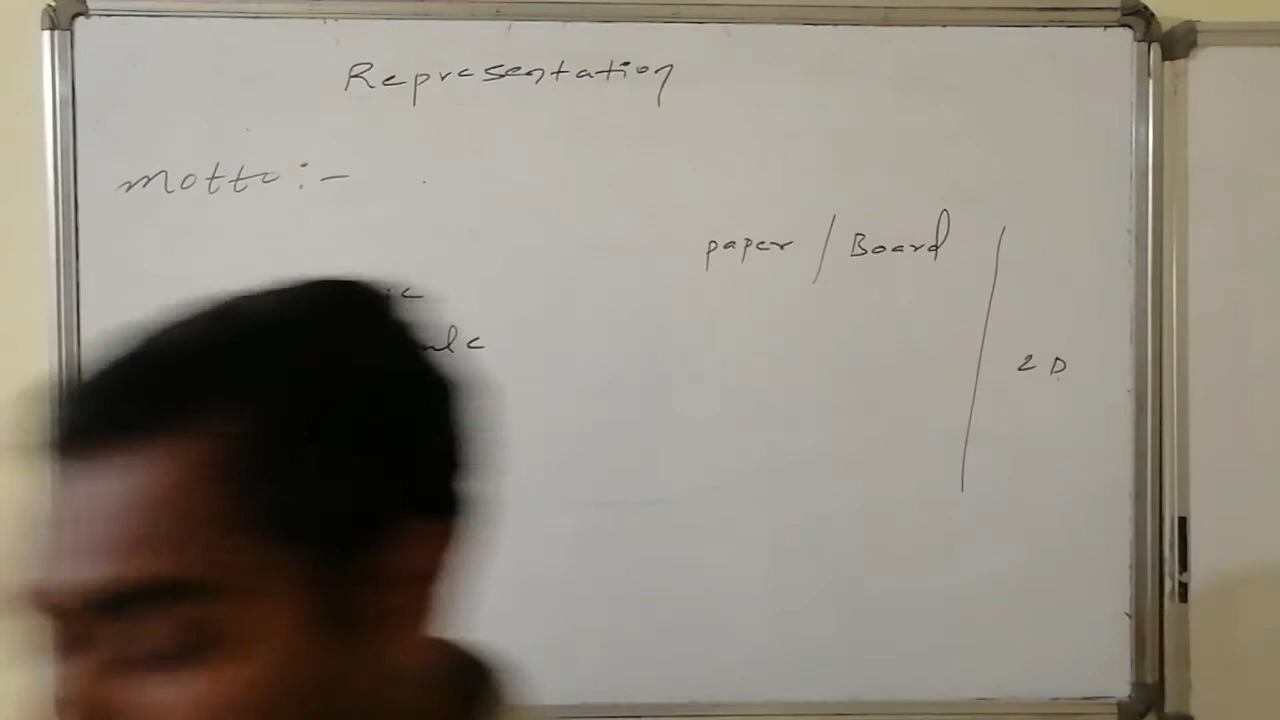 Representation
Motto :-
paper / Board
2D